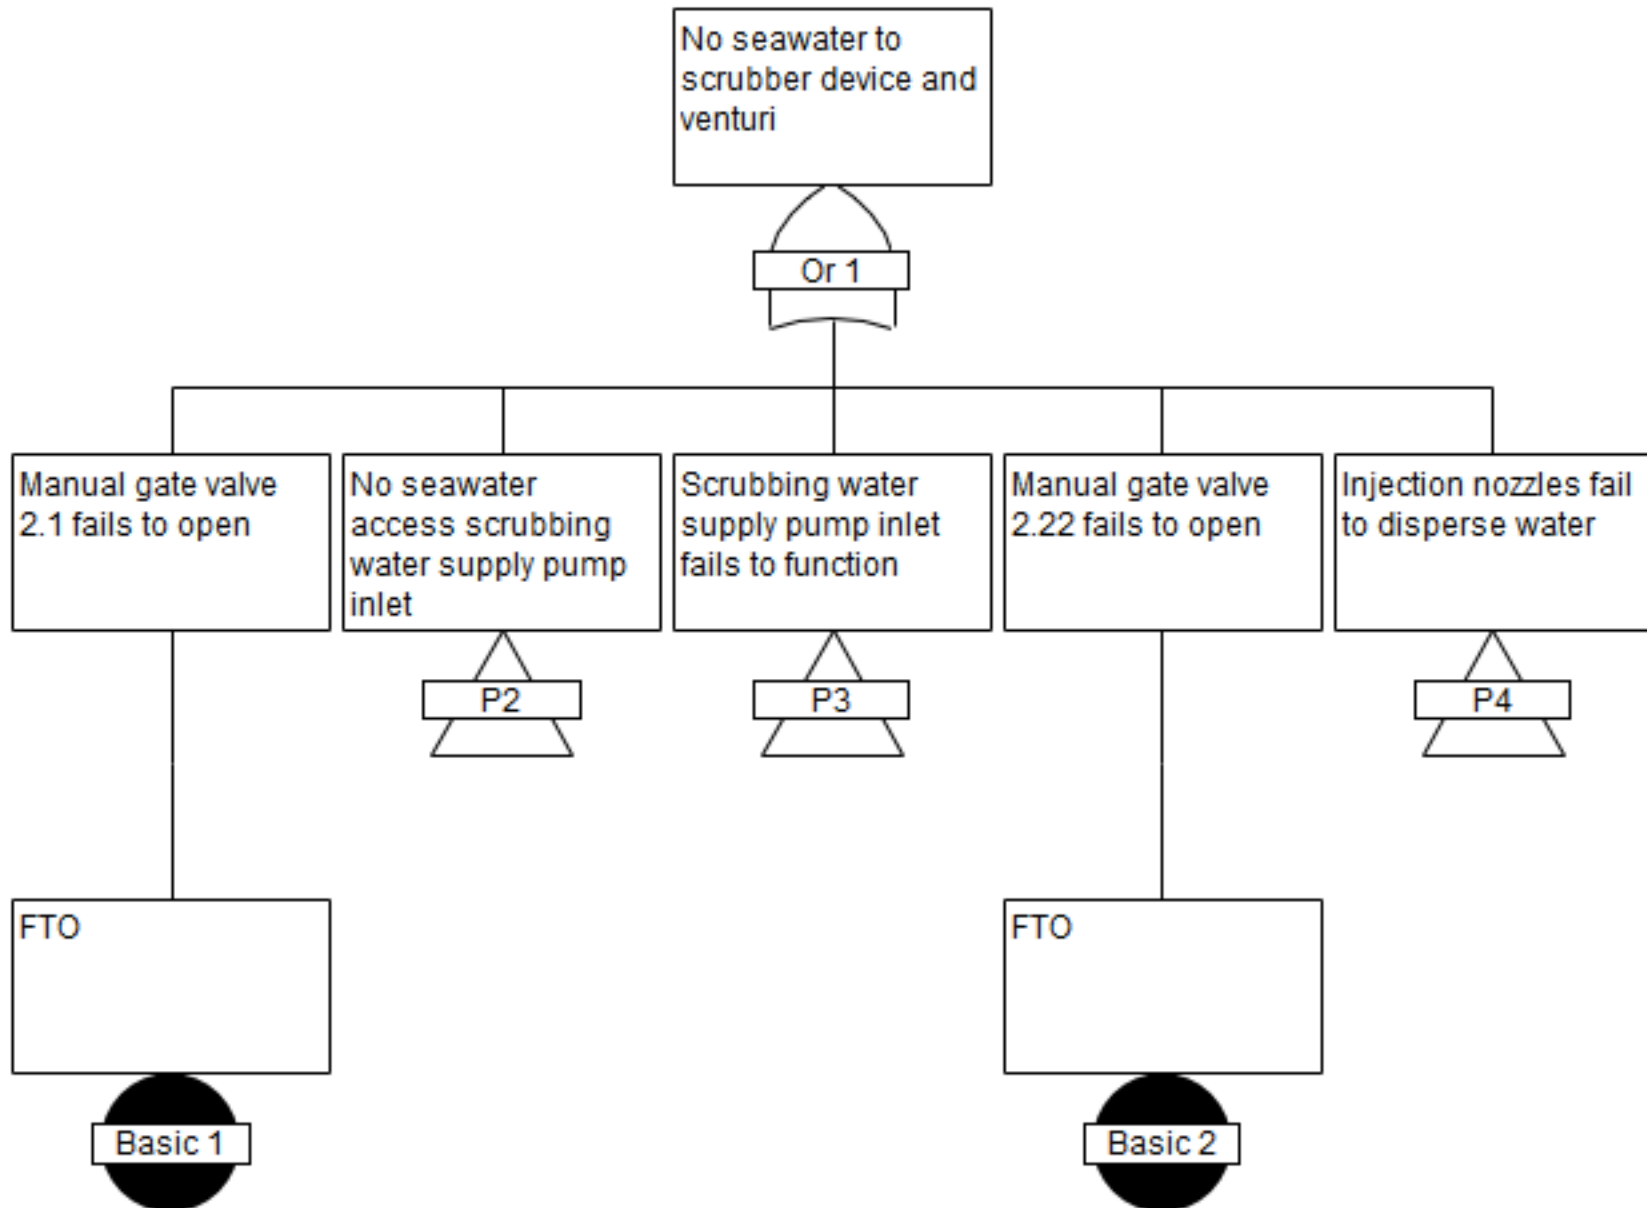 No seawater to
scrubber device and
venturi
Or 1
Manual gate valve
2.1 fails to open
No seawater
access scrubbing
water supply pump
inlet
Scrubbing water
supply pump inlet
fails to function
Manual gate valve
2.22 fails to open
Injection nozzles fail
to disperse water
P2
P3
P4
FTO
FTO
Basic 1
Basic 2